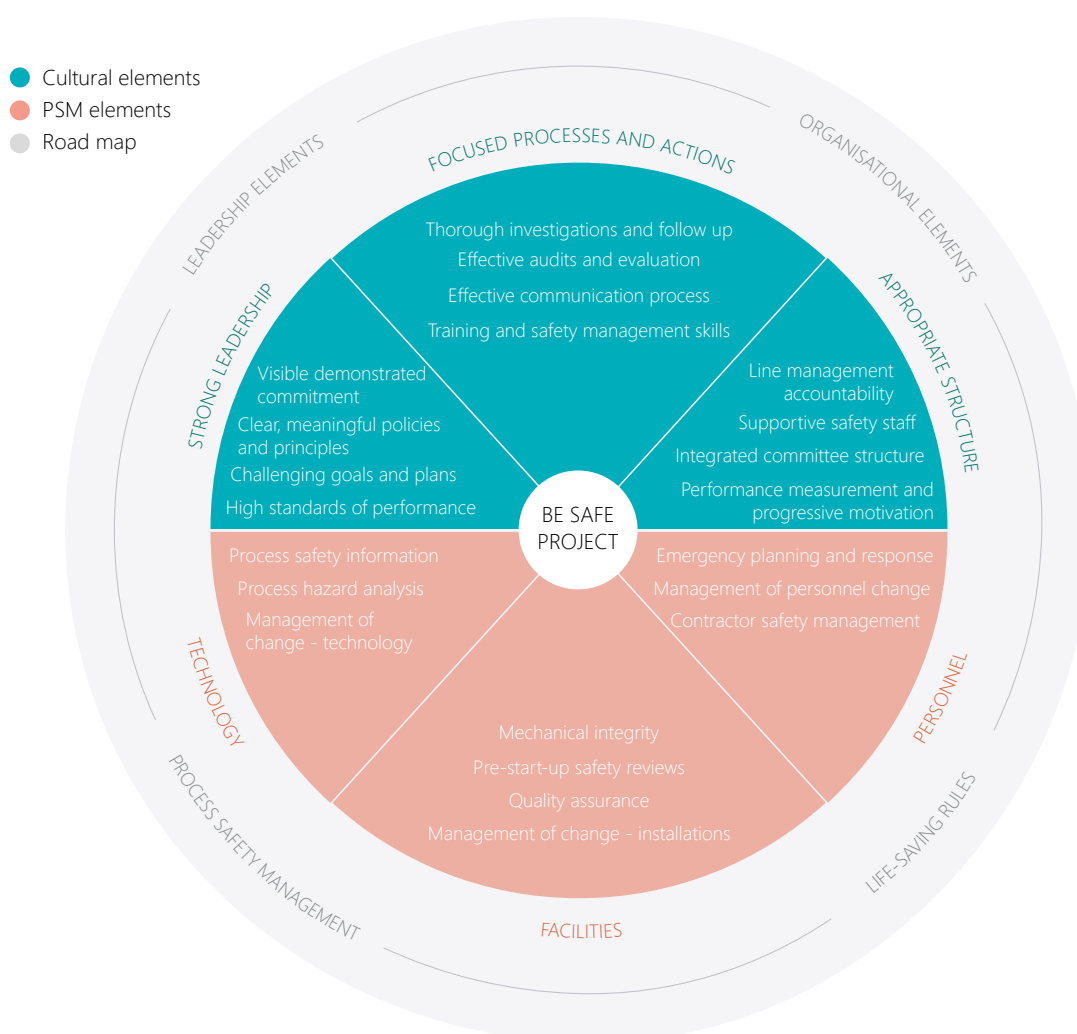 Cultural elements
PSM elements
Road map
LEADERSHIP ELEMENTS
ORGANISATIONAL ELEMENTS
FOCUSED PROCESSES AND ACTIONS
Thorough investigations and follow up
Effective audits and evaluation
Effective communication process
Training and safety management skills
STRONG LEADERSHIP
Visible demonstrated
commitment
Clear, meaningful policies
and principles
Challenging goals and plans
High standards of performance
APPROPRIATE STRUCTURE
Line management
accountability
Supportive safety staff
Integrated committee structure
Performance measurement and
progressive motivation
BE SAFE
PROJECT
Process safety information
Process hazard analysis
Management of
change - technology
TECHNOLOGY
Emergency planning and response
Management of personnel change
Contractor safety management
PERSONNEL
Mechanical integrity
Pre-start-up safety reviews
Quality assurance
Management of change - installations
FACILITIES
PROCESS SAFETY MANAGEMENT
LIFE-SAVING RULES